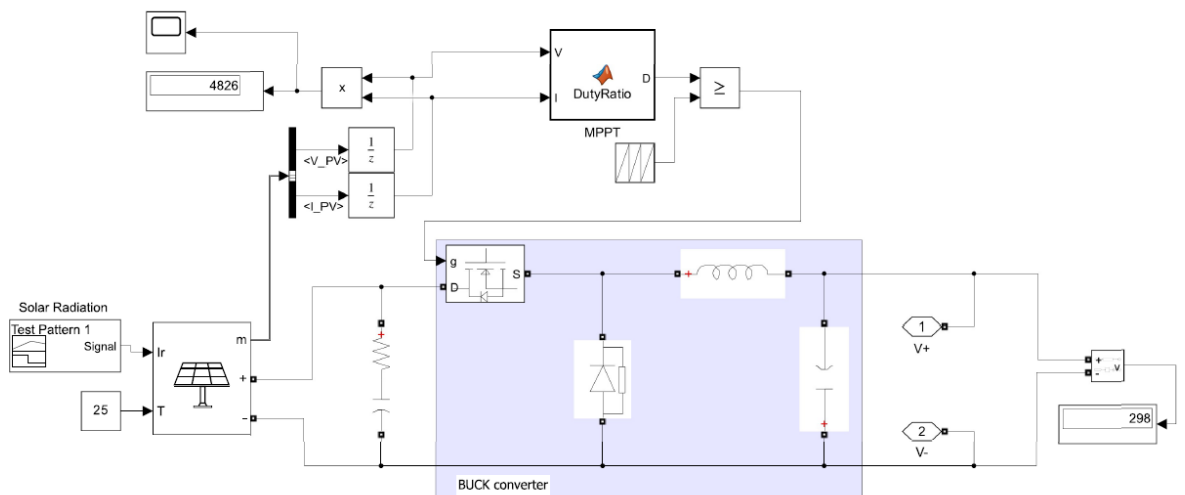 4826
x
V
I
D
DutyRatio
MPPT
≥
<V_PV>
<I_PV>
1
z
1
z
g
D
S
Solar Radiation
Test Pattern 1
Signal
Ir
T
m
+
−
25
+
+
+
+
1
V+
2
V-
+
-
v
298
BUCK converter